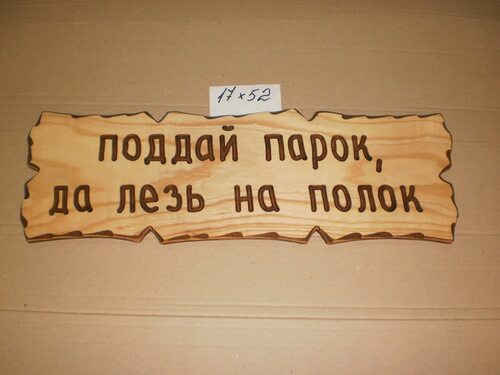 17×52
поддай парок,
да лезь на полок